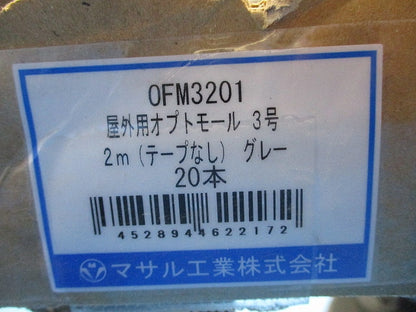 OFM3201
屋外用オプトモール 3号
2m(テープなし) グレー
20本
4528944622172
マサル工業株式会社